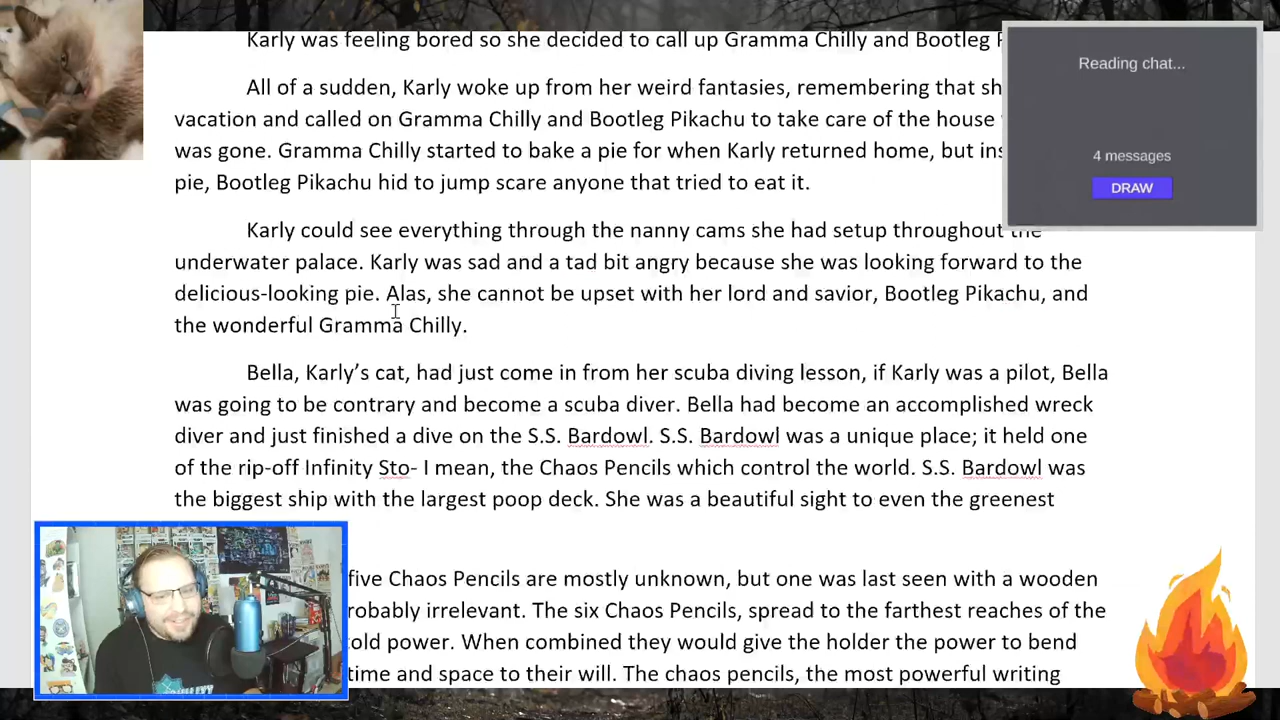 Karly was feeling bored so she decided to call up Gramma Chilly and Bootleg
All of a sudden, Karly woke up from her weird fantasies, remembering that
vacation and called on Gramma Chilly and Bootleg Pikachu to take care of the house
was gone. Gramma Chilly started to bake a pie for when Karly returned home, but
pie, Bootleg Pikachu hid to jump scare anyone that tried to eat it.
Reading chat...
4 messages
DRAW
Karly could see everything through the nanny cams she had setup throughout the
underwater palace. Karly was sad and a tad bit angry because she was looking forward to the
delicious-looking pie. Alas, she cannot be upset with her lord and savior, Bootleg Pikachu, and
the wonderful Gramma Chilly.
Bella, Karly’s cat, had just come in from her scuba diving lesson, if Karly was a pilot, Bella
was going to be contrary and become a scuba diver. Bella had become an accomplished wreck
diver and just finished a dive on the S.S. Bardowl. S.S. Bardowl was a unique place; it held one
of the rip-off Infinity Sto- I mean, the Chaos Pencils which control the world. S.S. Bardowl was
the biggest ship with the largest poop deck. She was a beautiful sight to even the greenest
five Chaos Pencils are mostly unknown, but one was last seen with a wooden
irrelevant. The six Chaos Pencils, spread to the farthest reaches of the
power. When combined they would give the holder the power to bend
time and space to their will. The chaos pencils, the most powerful writing